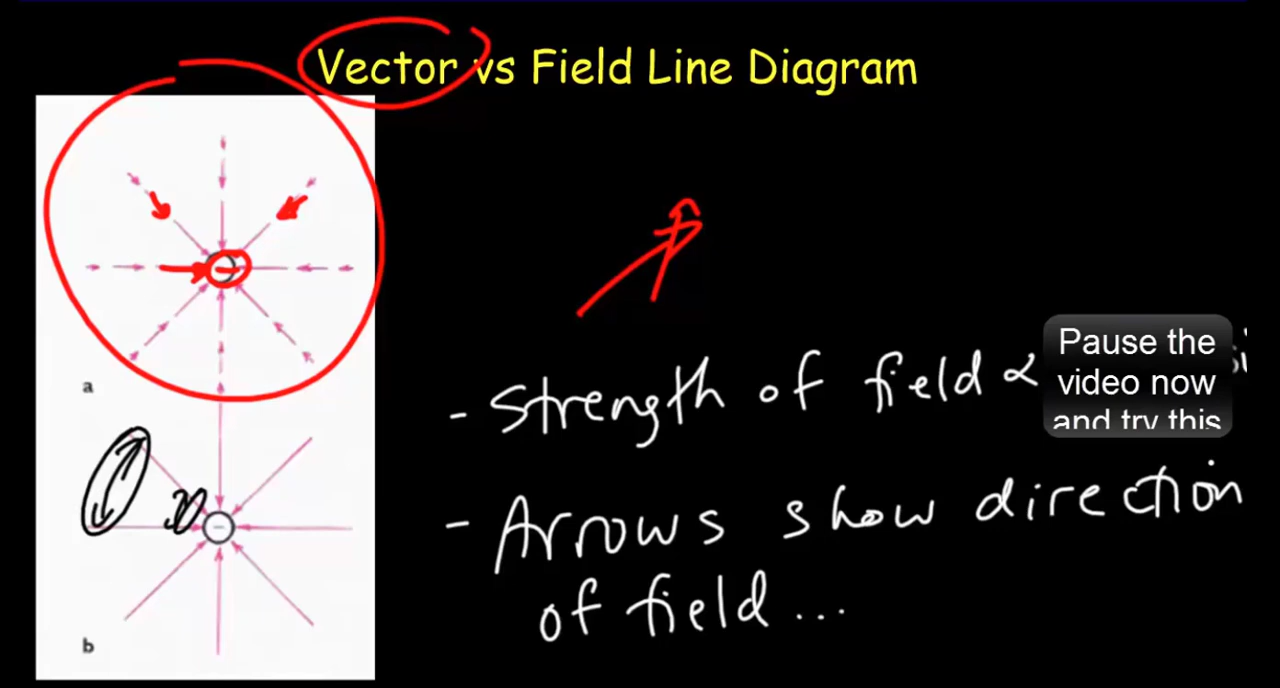 Vector vs Field Line Diagram
a
- Strength of field ∝
Pause the
video now
and try this
- Arrows show direction
of field ...
b